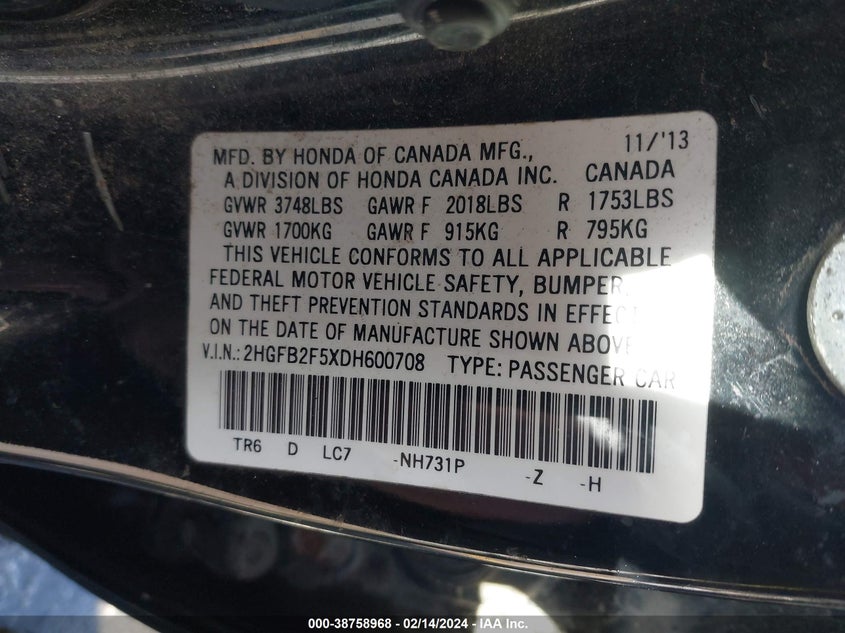 11/'13
MFD. BY HONDA OF CANADA MFG.,
A DIVISION OF HONDA CANADA INC. CANADA
GVWR 3748LBS GAWR F 2018LBS R 1753LBS
GVWR 1700KG GAWR F 915KG R 795KG
THIS VEHICLE CONFORMS TO ALL APPLICABLE
FEDERAL MOTOR VEHICLE SAFETY, BUMPER,
AND THEFT PREVENTION STANDARDS IN EFFECT
ON THE DATE OF MANUFACTURE SHOWN ABOVE
V.I.N.: 2HGFB2F5XDH600708 TYPE: PASSENGER CAR
TR6 D LC7 -NH731P -Z -H
000-38758968 - 02/14/2024 - IAA Inc.